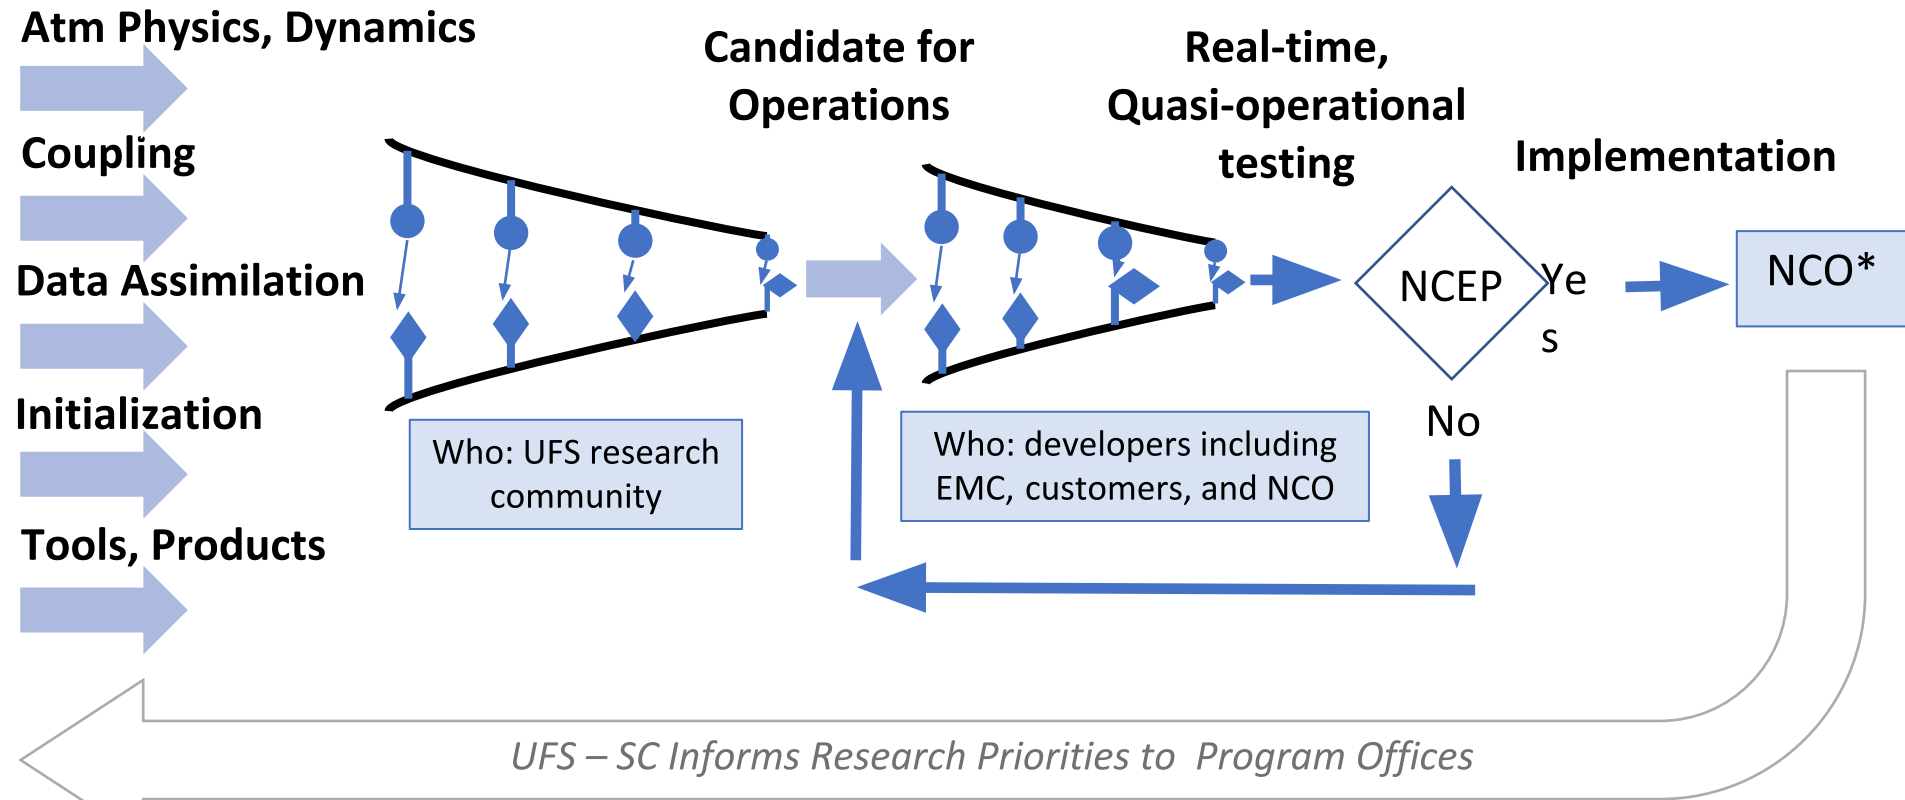 Atm Physics, Dynamics
Coupling
Data Assimilation
Initialization
Tools, Products
Candidate for
Operations
Real-time,
Quasi-operational
testing
Implementation
NCEP
Ye
s
NCO*
No
Who: UFS research
community
Who: developers including
EMC, customers, and NCO
UFS – SC Informs Research Priorities to  Program Offices